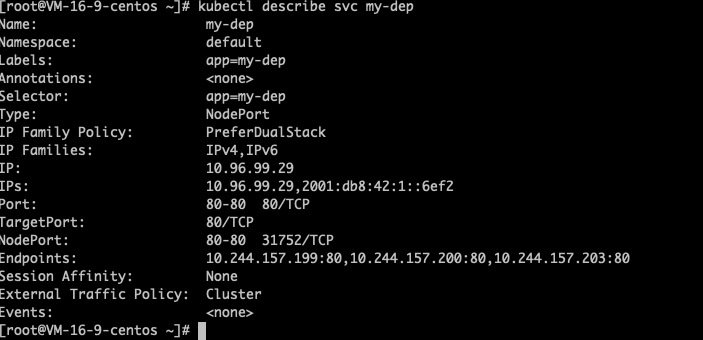 [root@VM-16-9-centos ~]# kubectl describe svc my-dep
Name:                     my-dep
Namespace:                default
Labels:                   app=my-dep
Annotations:              <none>
Selector:                 app=my-dep
Type:                     NodePort
IP Family Policy:         PreferDualStack
IP Families:              IPv4,IPv6
IP:                       10.96.99.29
IPs:                      10.96.99.29,2001:db8:42:1::6ef2
Port:                     80-80  80/TCP
TargetPort:               80/TCP
NodePort:                 80-80  31752/TCP
Endpoints:                10.244.157.199:80,10.244.157.200:80,10.244.157.203:80
Session Affinity:         None
External Traffic Policy:  Cluster
Events:                   <none>
[root@VM-16-9-centos ~]#